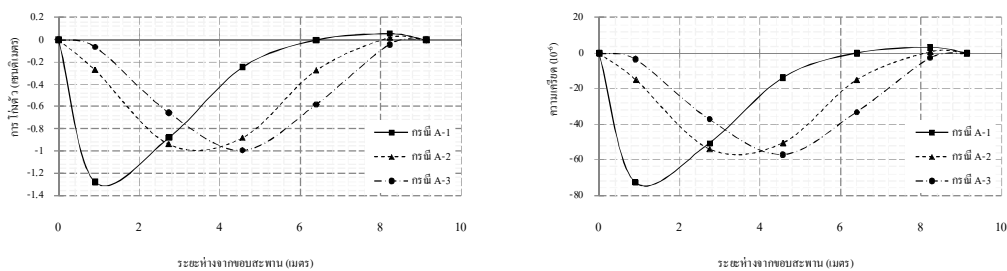 0.2
0
-0.2
-0.4
-0.6
-0.8
-1
-1.2
-1.4
0 2 4 6 8 10
การโก่งตัว (เซนติเมตร)
ระยะห่างจากขอบสะพาน (เมตร)
กรณี A-1
กรณี A-2
กรณี A-3
20
0
-20
-40
-60
-80
0 2 4 6 8 10
ความเครียด (10⁻⁶)
ระยะห่างจากขอบสะพาน (เมตร)
กรณี A-1
กรณี A-2
กรณี A-3